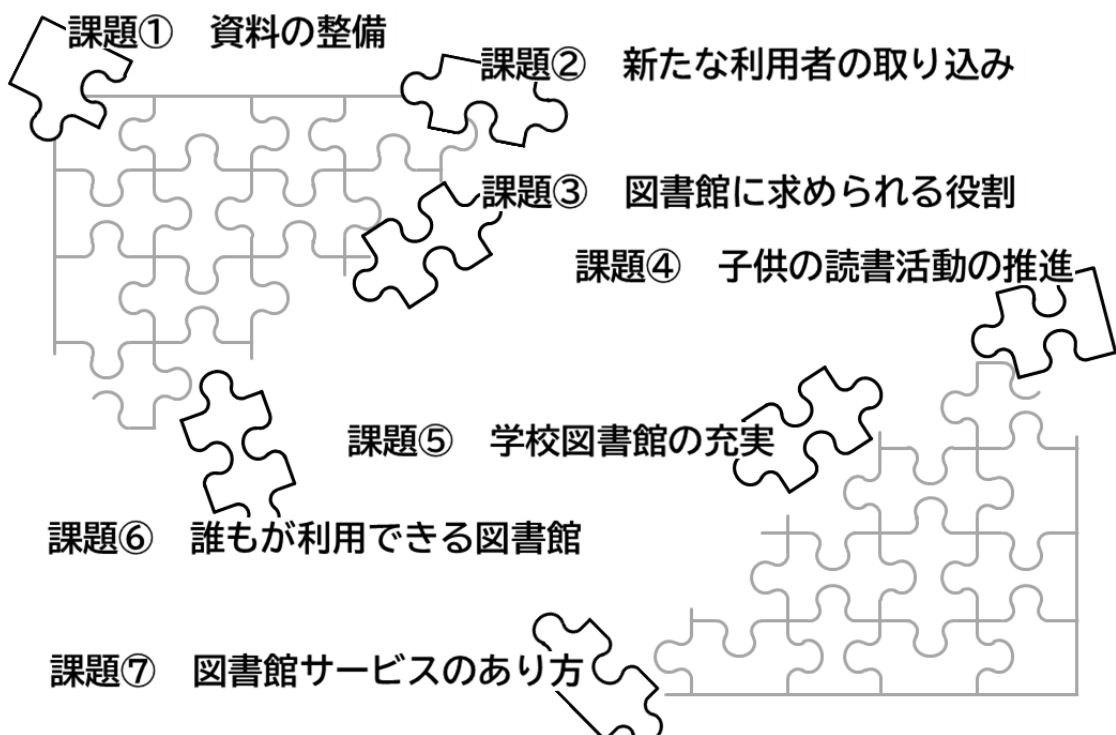 課題① 資料の整備
課題② 新たな利用者の取り込み
課題③ 図書館に求められる役割
課題④ 子供の読書活動の推進
課題⑤ 学校図書館の充実
課題⑥ 誰もが利用できる図書館
課題⑦ 図書館サービスのあり方